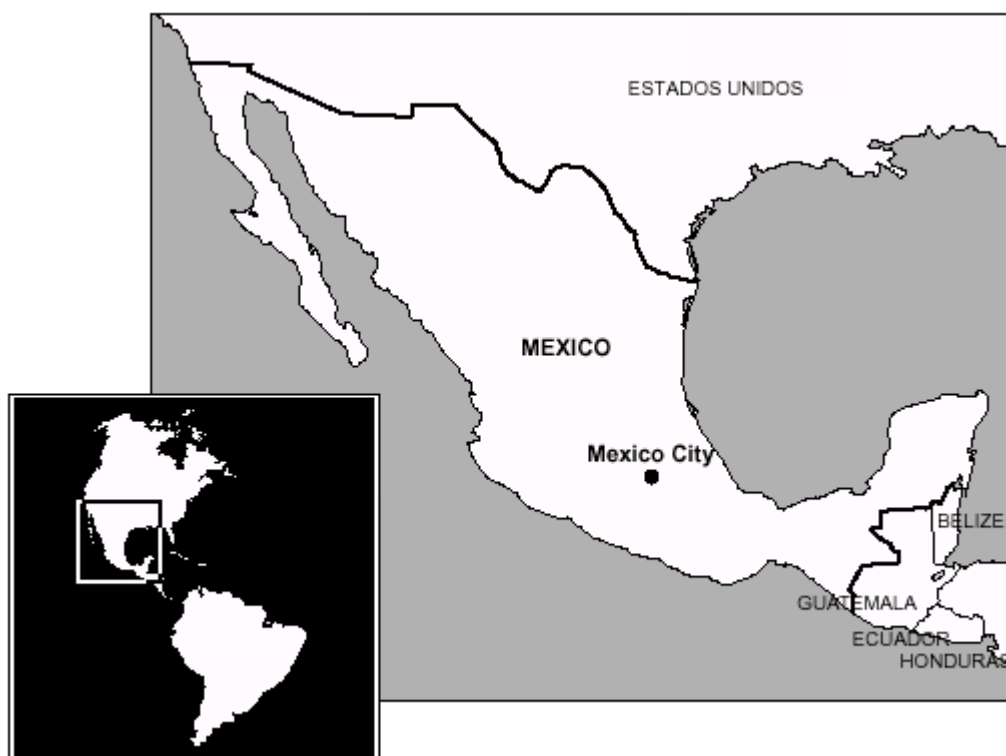 ESTADOS UNIDOS
MEXICO
Mexico City
BELIZE
GUATEMALA
ECUADOR
HONDURAS